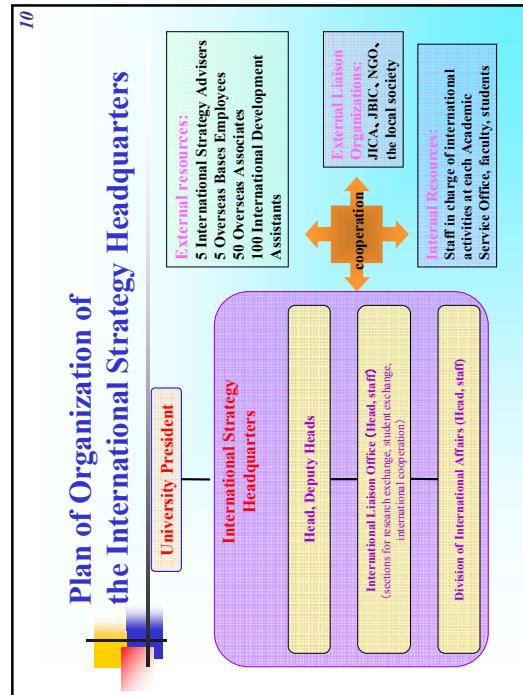 10
Plan of Organization of
the International Strategy Headquarters
University President
International Strategy
Headquarters
Head, Deputy Heads
International Liaison Office (Head, staff)
(sections for research exchange, student exchange,
international cooperation)
Division of International Affairs (Head, staff)
cooperation
External resources:
5 International Strategy Advisers
5 Overseas Bases Employees
50 Overseas Associates
100 International Development
Assistants
External Liaison
Organizations:
JICA、JBIC、NGO、
the local society
Internal Resources:
Staff in charge of international
activities at each Academic
Service Office, faculty, students